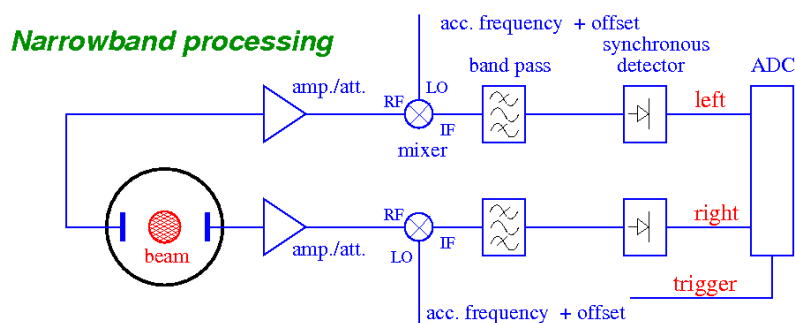 Narrowband processing
acc. frequency + offset
synchronous
detector
band pass
ADC
amp./att.
RF
LO
IF
mixer
left
beam
amp./att.
RF
LO
IF
right
trigger
acc. frequency + offset